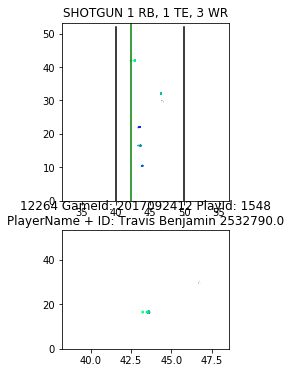 SHOTGUN 1 RB, 1 TE, 3 WR
50
40
30
20
10
0
35 40 45 50 55
12264 GameId: 2017092412 PlayId: 1548
PlayerName + ID: Travis Benjamin 2532790.0
40
20
0
40.0 42.5 45.0 47.5